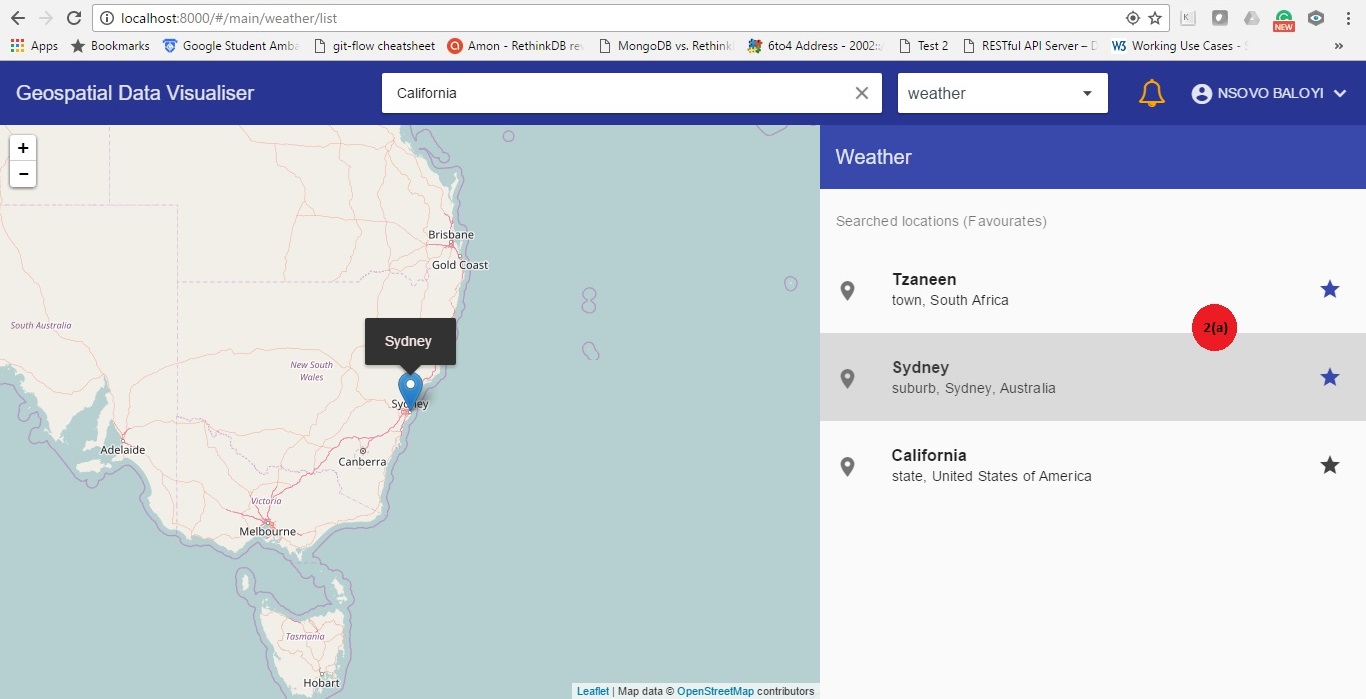 localhost:8000/#/main/weather/list
NEW
Apps Bookmarks Google Student Amba git-flow cheatsheet Amon - RethinkDB MongoDB vs. Rethink 6to4 Address - 2002:: Test 2 RESTful API Server – W3 Working Use Cases - »
Geospatial Data Visualiser California weather NSOVO BALOYI
+
−
Weather
Searched locations (Favourates)
Tzaneen
town, South Africa
2(a)
Sydney
suburb, Sydney, Australia
California
state, United States of America
Brisbane
Gold Coast
South Australia
Sydney
New South
Wales
Sydney
Adelaide
Canberra
Victoria
Melbourne
Tasmania
Hobart
Leaflet | Map data © OpenStreetMap contributors